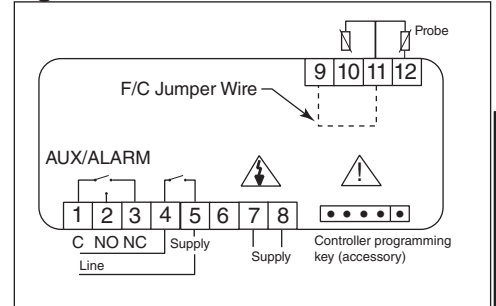 Probe
9 10 11 12
F/C Jumper Wire
AUX/ALARM
1 2 3 4 5 6 7 8
C NO NC Supply
Line
Supply
Controller programming
key (accessory)